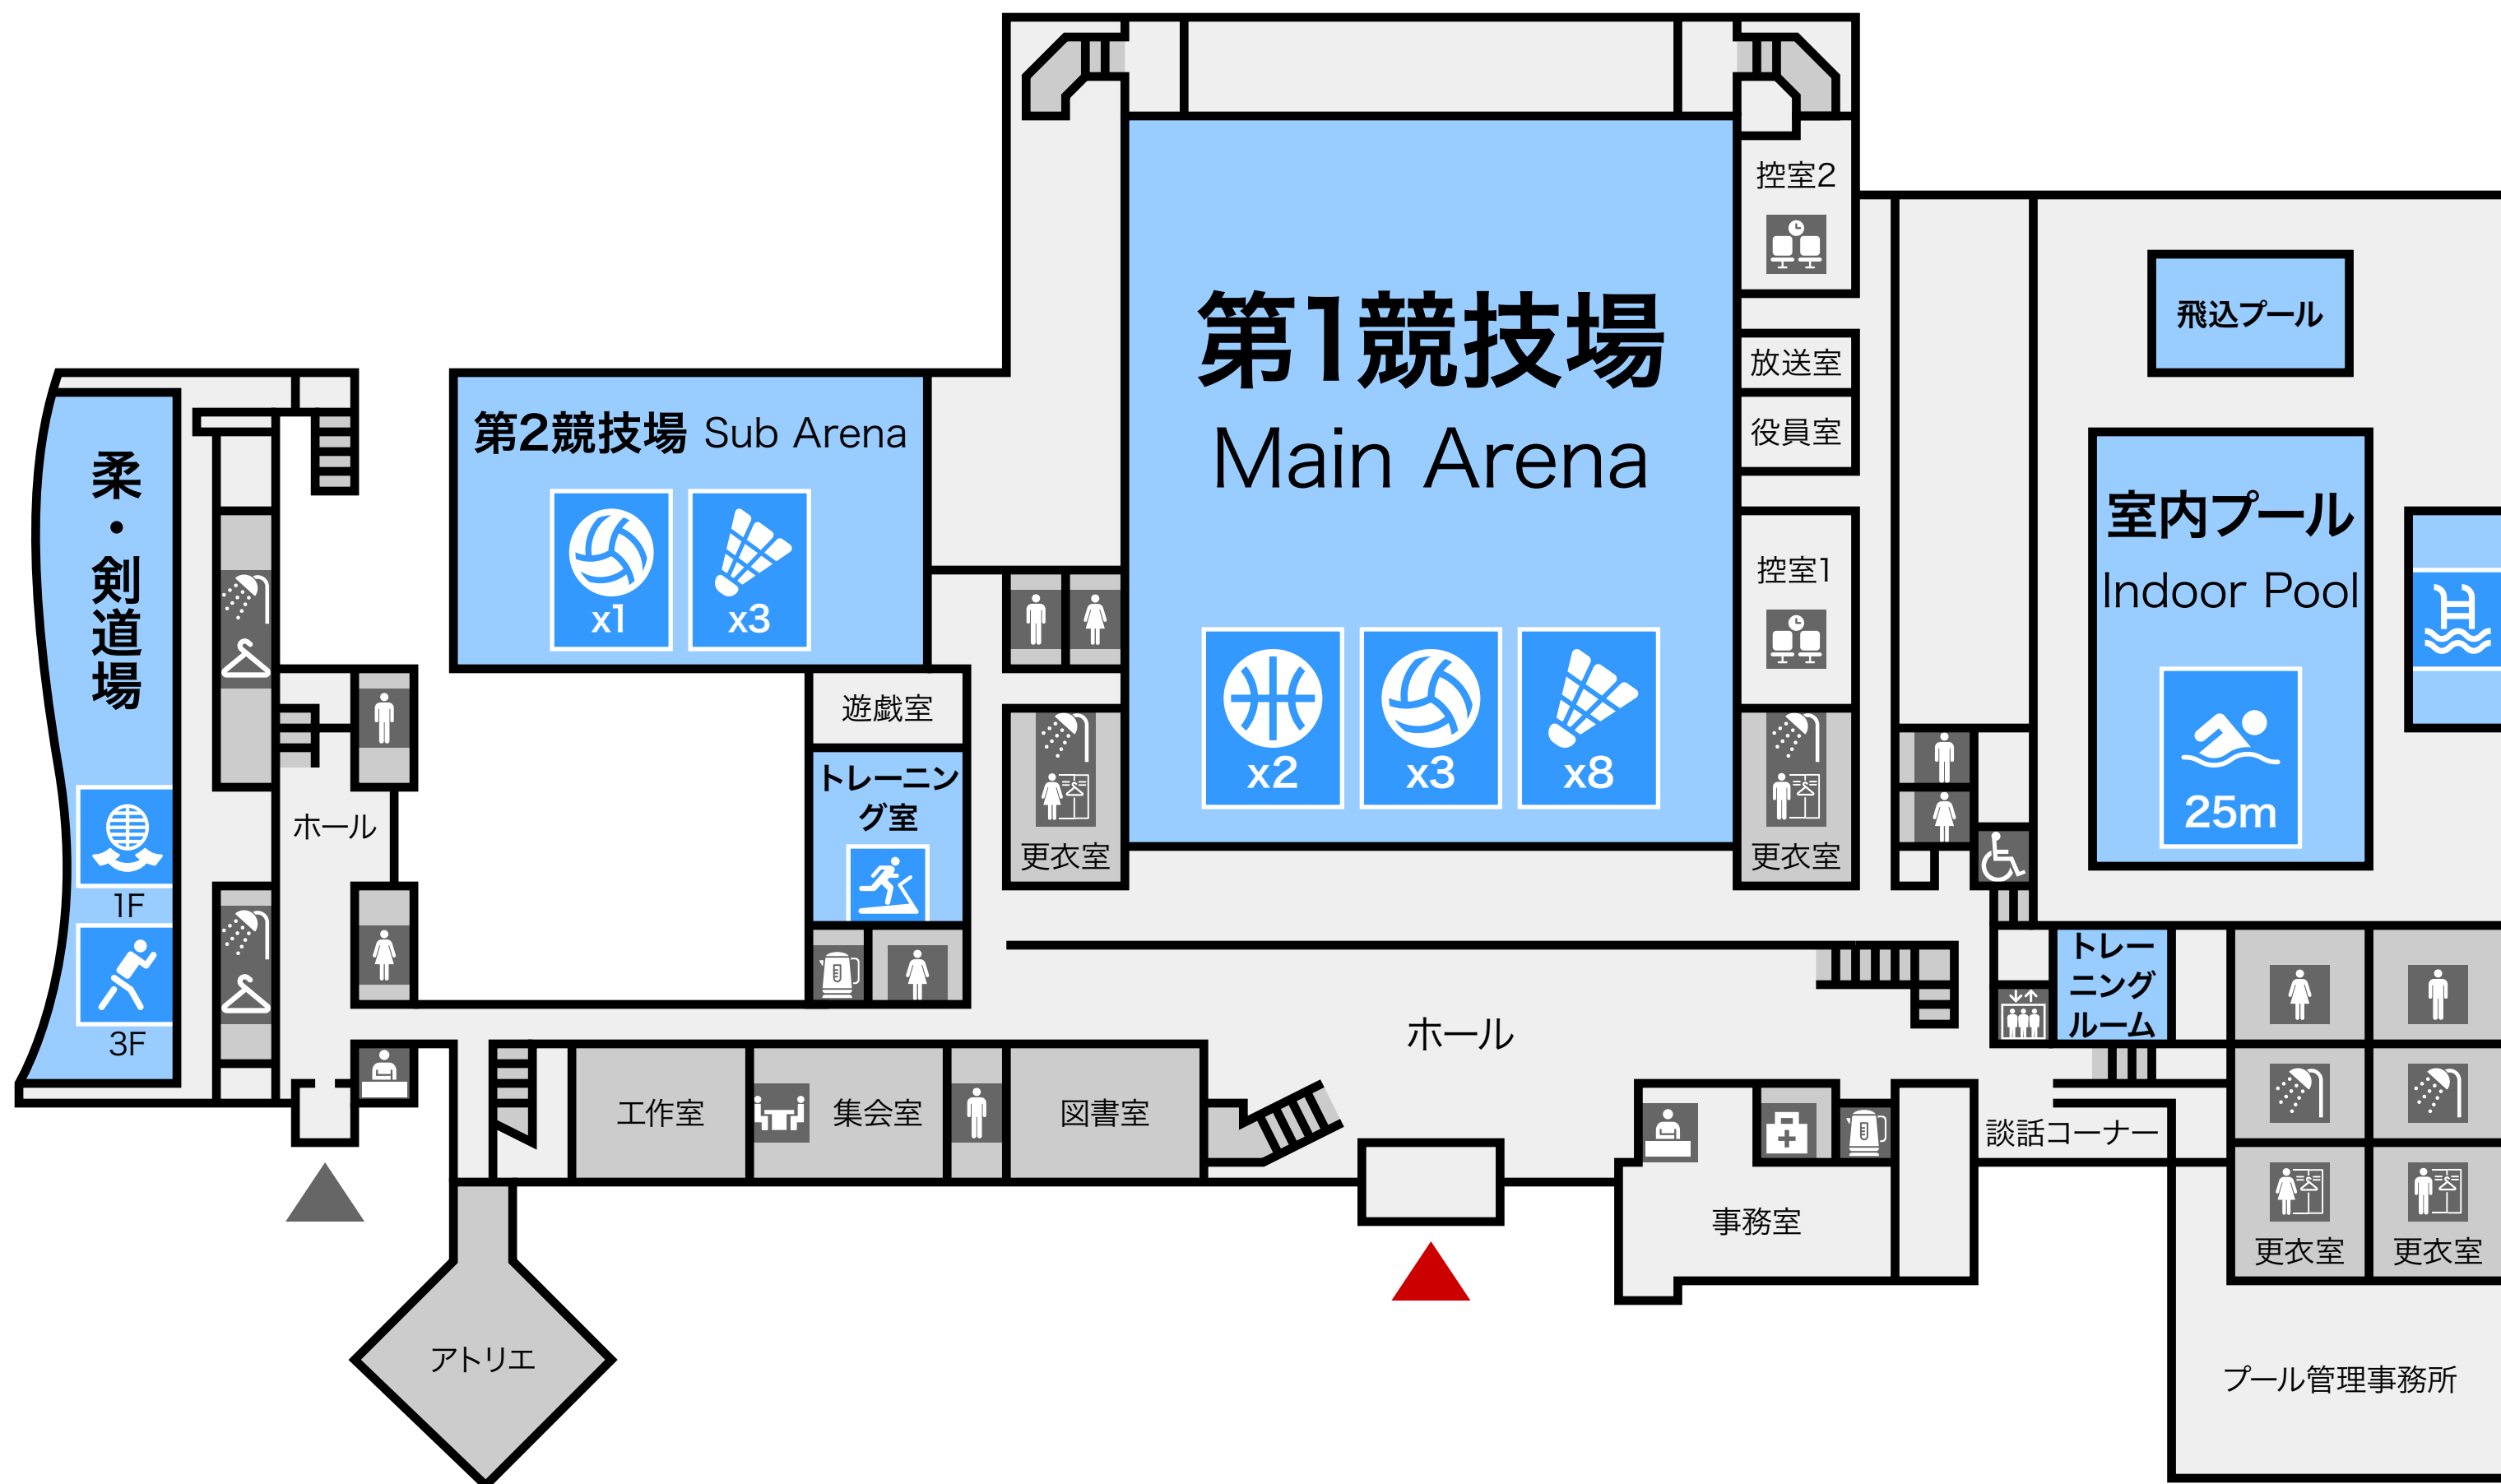 柔・剣道場
1F
3F
ホール
第2競技場 Sub Arena
x1
x3
遊戯室
トレーニン
グ室
第1競技場
Main Arena
x2
x3
x8
更衣室
控室2
放送室
役員室
控室1
更衣室
飛込プール
室内プール
Indoor Pool
25m
トレー
ニング
ルーム
ホール
工作室
集会室
図書室
アトリエ
事務室
談話コーナー
更衣室
更衣室
プール管理事務所